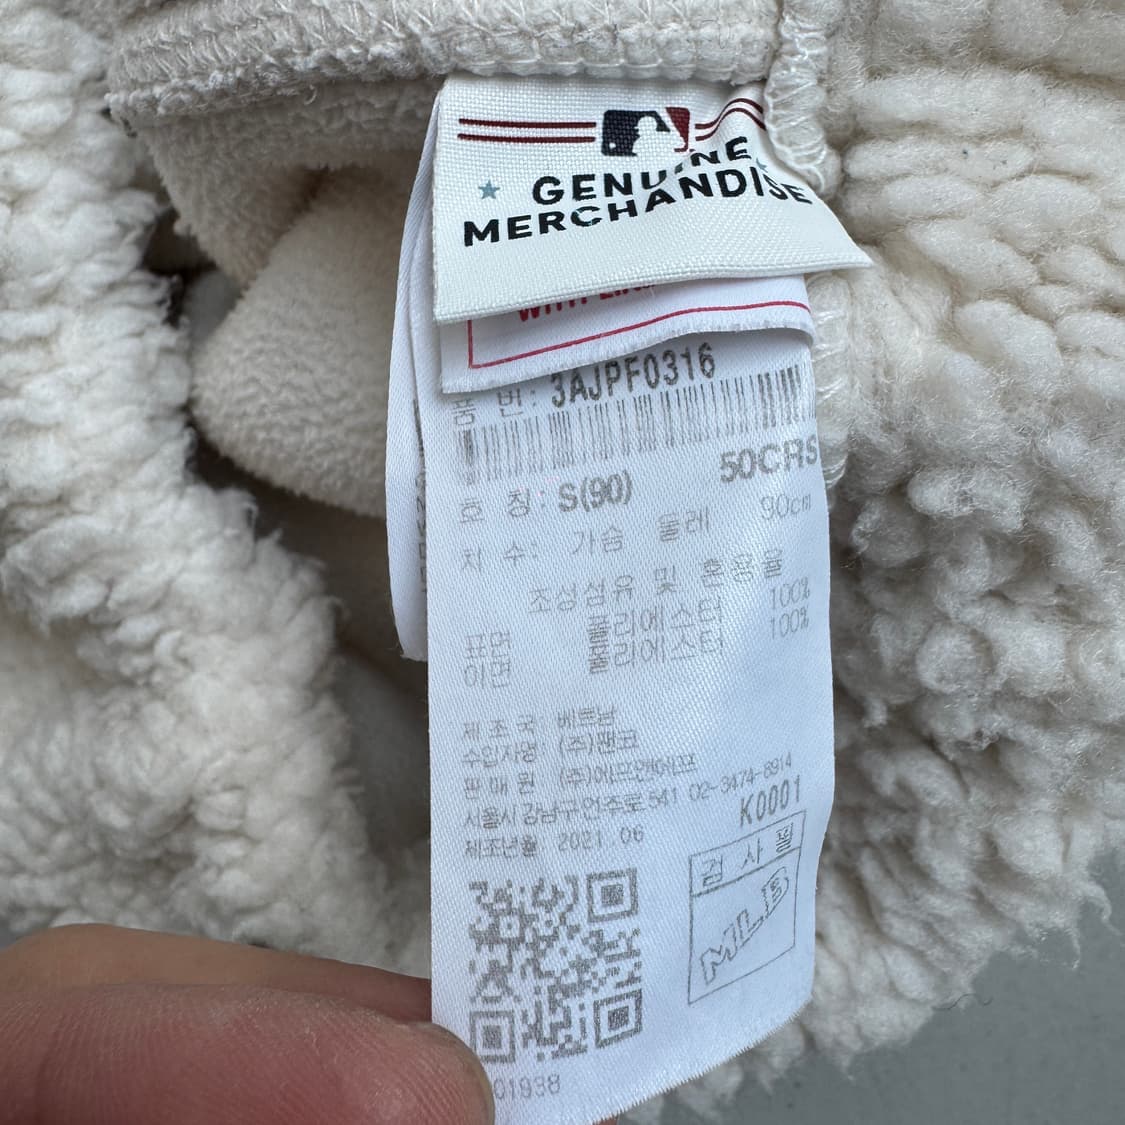 GENUINE
MERCHANDISE
품 번: 3AJPF0316
50CRS
호 칭: S(90)
치 수: 가슴 둘레 90cm
조성섬유 및 혼용율
표면 폴리에스터 100%
이면 폴리에스터 100%
제 조 국 베트남
수입자명 (주)팬코
판 매 원 (주)에프앤에프
서울시 강남구 언주로 541 02-3474-8914
제조년월 2021.06
K0001
검 사 필
MLB
01938